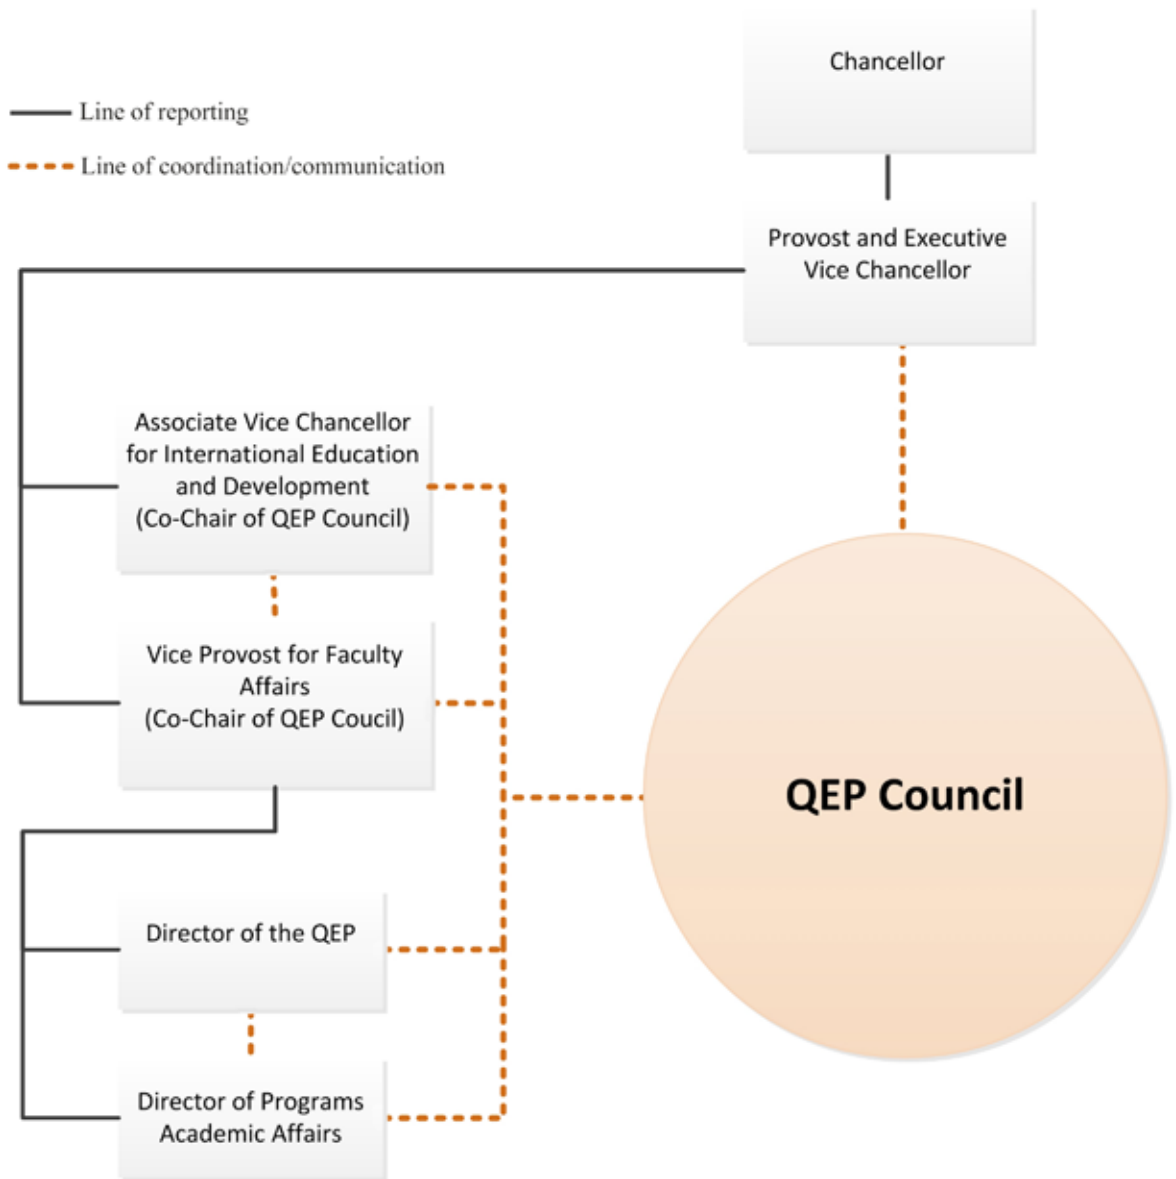 Chancellor
Line of reporting
Line of coordination/communication
Provost and Executive
Vice Chancellor
Associate Vice Chancellor
for International Education
and Development
(Co-Chair of QEP Council)
Vice Provost for Faculty
Affairs
(Co-Chair of QEP Coucil)
QEP Council
Director of the QEP
Director of Programs
Academic Affairs